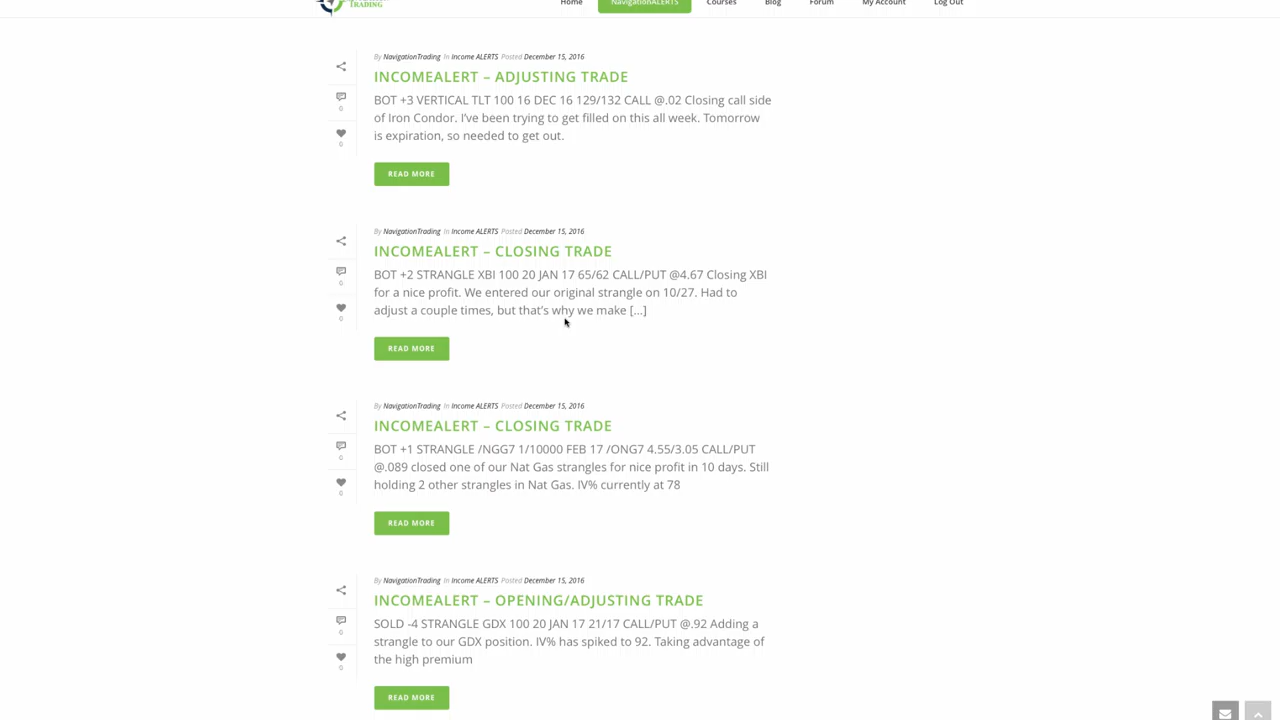 TRADING
Home
NavigationALERTS
Courses
Blog
Forum
My Account
Log Out
By NavigationTrading In Income ALERTS Posted December 15, 2016
INCOMEALERT – ADJUSTING TRADE
BOT +3 VERTICAL TLT 100 16 DEC 16 129/132 CALL @.02 Closing call side
of Iron Condor. I've been trying to get filled on this all week. Tomorrow
is expiration, so needed to get out.
0
0
READ MORE
By NavigationTrading In Income ALERTS Posted December 15, 2016
INCOMEALERT – CLOSING TRADE
BOT +2 STRANGLE XBI 100 20 JAN 17 65/62 CALL/PUT @4.67 Closing XBI
for a nice profit. We entered our original strangle on 10/27. Had to
adjust a couple times, but that's why we make [...]
0
0
READ MORE
By NavigationTrading In Income ALERTS Posted December 15, 2016
INCOMEALERT – CLOSING TRADE
BOT +1 STRANGLE /NGG7 1/10000 FEB 17 /ONG7 4.55/3.05 CALL/PUT
@.089 closed one of our Nat Gas strangles for nice profit in 10 days. Still
holding 2 other strangles in Nat Gas. IV% currently at 78
0
0
READ MORE
By NavigationTrading In Income ALERTS Posted December 15, 2016
INCOMEALERT – OPENING/ADJUSTING TRADE
SOLD -4 STRANGLE GDX 100 20 JAN 17 21/17 CALL/PUT @.92 Adding a
strangle to our GDX position. IV% has spiked to 92. Taking advantage of
the high premium
0
0
READ MORE